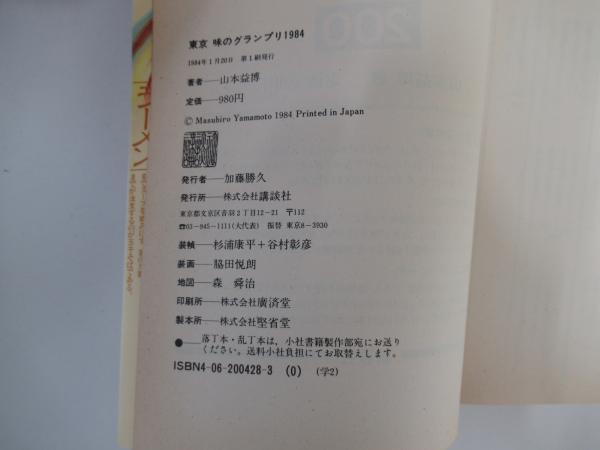 東京 味のグランプリ1984
1984年1月20日 第1刷発行
著者──山本益博
定価──980円
© Masuhiro Yamamoto 1984 Printed in Japan
発行者──加藤勝久
発行所──株式会社講談社
東京都文京区音羽2丁目12-21 〒112
☎03-945-1111(大代表) 振替 東京8-3930
装幀──杉浦康平+谷村彰彦
装画──脇田悦朗
地図──森 舜治
印刷所──株式会社廣済堂
製本所──株式会社堅省堂
●──落丁本・乱丁本は、小社書籍製作部宛にお送り
ください。送料小社負担にてお取替えします。
ISBN4-06-200428-3 (0) (学2)
200
ラーメン